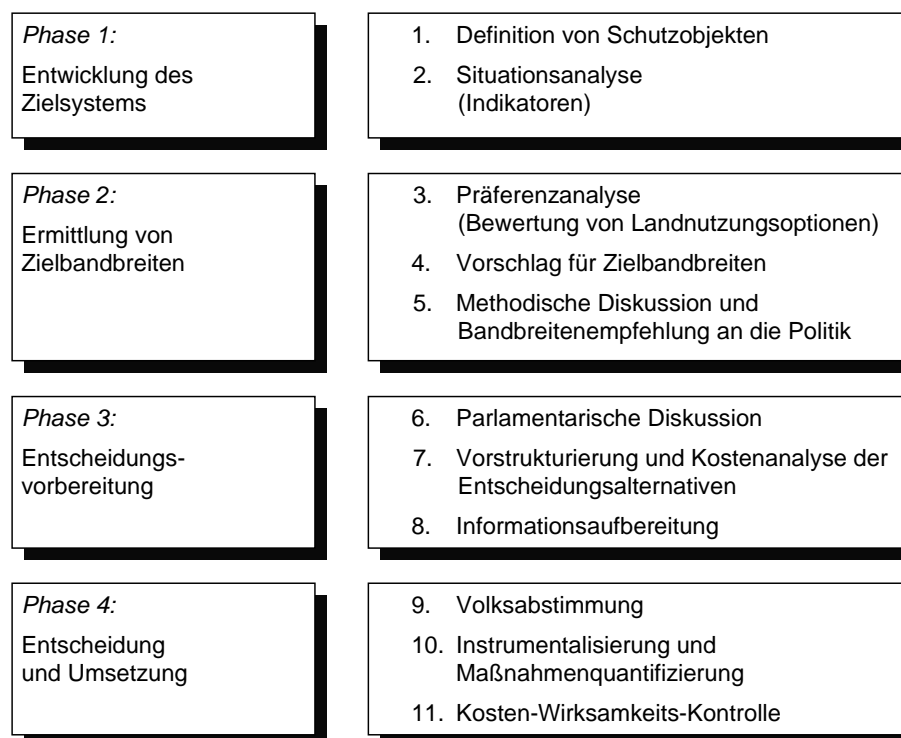 Phase 1:
Entwicklung des
Zielsystems
1. Definition von Schutzobjekten
2. Situationsanalyse
(Indikatoren)
Phase 2:
Ermittlung von
Zielbandbreiten
3. Präferenzanalyse
(Bewertung von Landnutzungsoptionen)
4. Vorschlag für Zielbandbreiten
5. Methodische Diskussion und
Bandbreitenempfehlung an die Politik
Phase 3:
Entscheidungs-
vorbereitung
6. Parlamentarische Diskussion
7. Vorstrukturierung und Kostenanalyse der
Entscheidungsalternativen
8. Informationsaufbereitung
Phase 4:
Entscheidung
und Umsetzung
9. Volksabstimmung
10. Instrumentalisierung und
Maßnahmenquantifizierung
11. Kosten-Wirksamkeits-Kontrolle